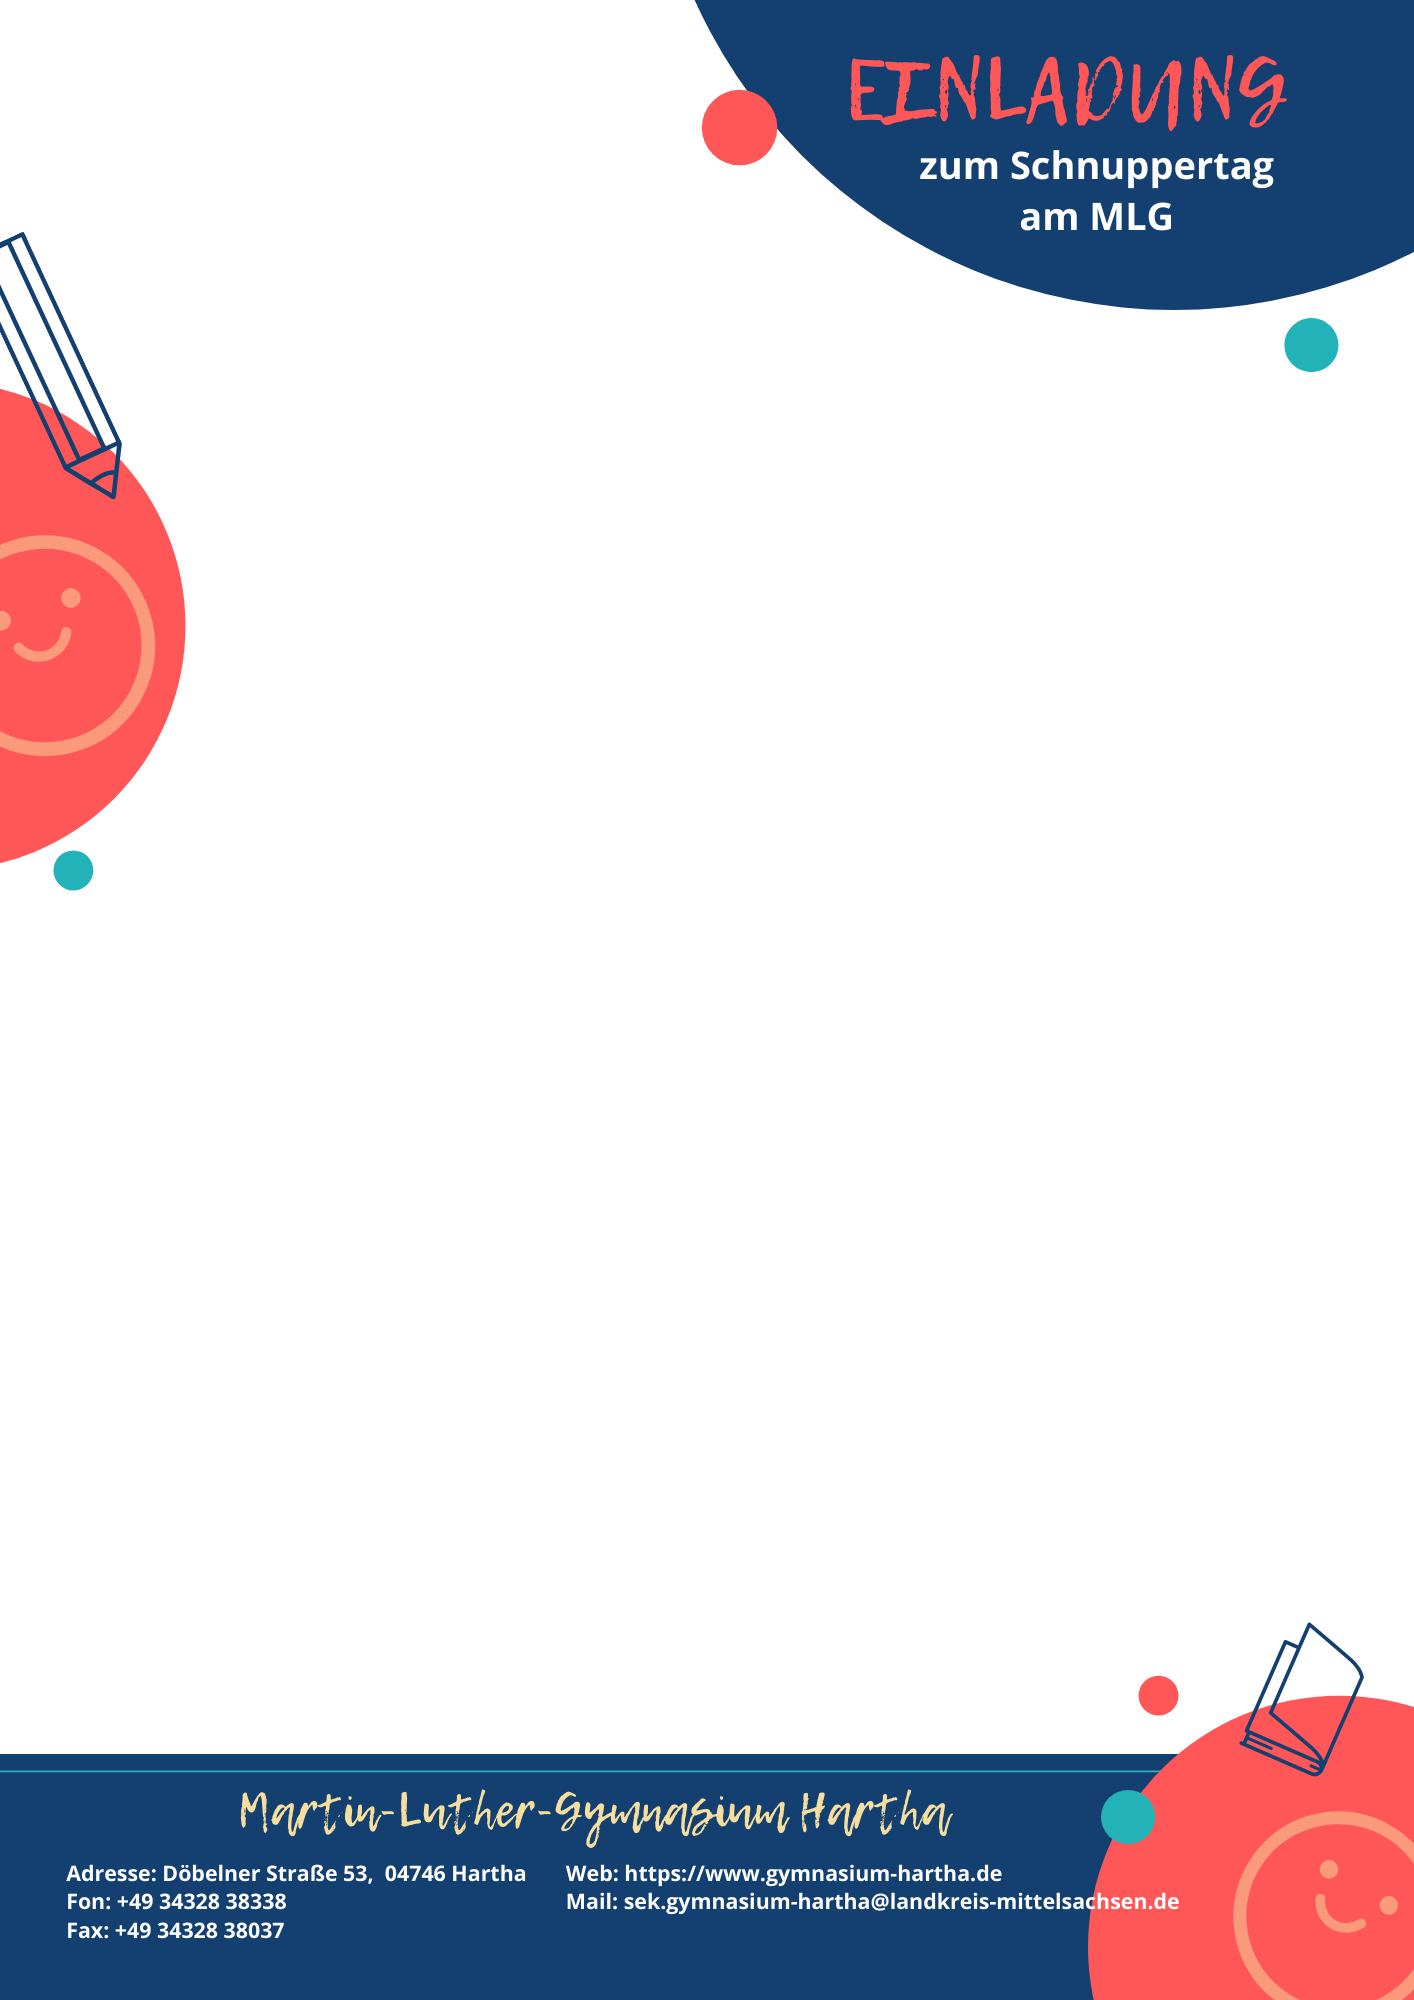 EINLADUNG
zum Schnuppertag
am MLG
Martin-Luther-Gymnasium Hartha
Adresse: Döbelner Straße 53,  04746 Hartha
Fon: +49 34328 38338
Fax: +49 34328 38037
Web: https://www.gymnasium-hartha.de
Mail: sek.gymnasium-hartha@landkreis-mittelsachsen.de